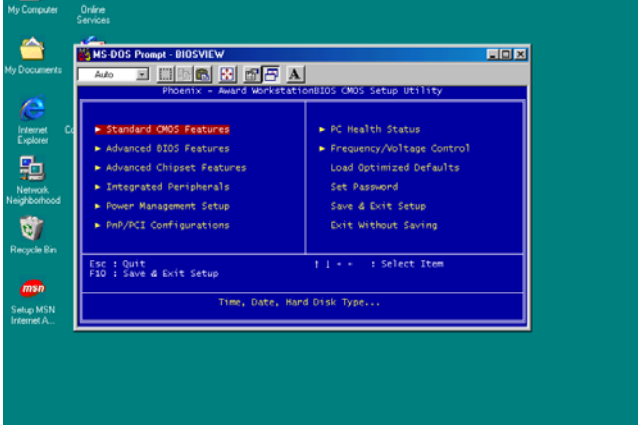 My Computer
Online
Services
My Documents
Internet
Explorer
Network
Neighborhood
Recycle Bin
msn
Setup MSN
Internet A...
MS-DOS Prompt - BIOSVIEW
Auto
A
Phoenix - Award WorkstationBIOS CMOS Setup Utility
Standard CMOS Features
Advanced BIOS Features
Advanced Chipset Features
Integrated Peripherals
Power Management Setup
PnP/PCI Configurations
PC Health Status
Frequency/Voltage Control
Load Optimized Defaults
Set Password
Save & Exit Setup
Exit Without Saving
Esc : Quit
F10 : Save & Exit Setup
: Select Item
Time, Date, Hard Disk Type...